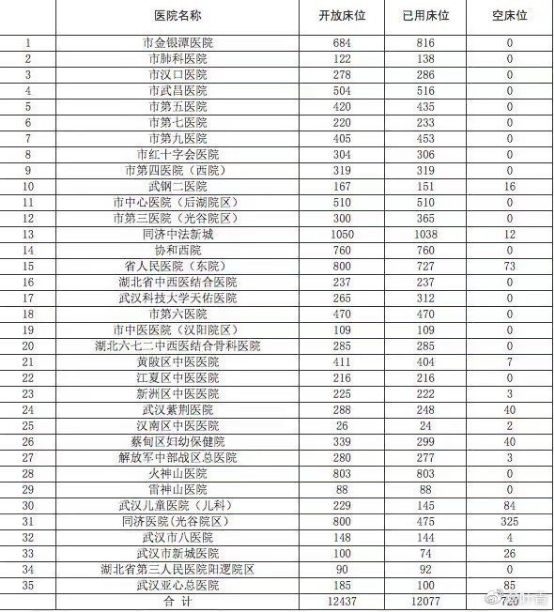 医院名称 开放床位 已用床位 空床位
1 市金银潭医院 684 816 0
2 市肺科医院 122 138 0
3 市汉口医院 278 286 0
4 市武昌医院 504 516 0
5 市第五医院 420 435 0
6 市第七医院 220 233 0
7 市第九医院 405 453 0
8 市红十字会医院 304 306 0
9 市第四医院（西院） 319 319 0
10 武钢二医院 167 151 16
11 市中心医院（后湖院区） 510 510 0
12 市第三医院（光谷院区） 300 365 0
13 同济中法新城 1050 1038 12
14 协和西院 760 760 0
15 省人民医院（东院） 800 727 73
16 湖北省中西医结合医院 237 237 0
17 武汉科技大学天佑医院 265 312 0
18 市第六医院 470 470 0
19 市中医医院（汉阳院区） 109 109 0
20 湖北六七二中西医结合骨科医院 285 285 0
21 黄陂区中医医院 411 404 7
22 江夏区中医医院 216 216 0
23 新洲区中医医院 225 222 3
24 武汉紫荆医院 288 248 40
25 汉南区中医医院 26 24 2
26 蔡甸区妇幼保健院 339 299 40
27 解放军中部战区总医院 280 277 3
28 火神山医院 803 803 0
29 雷神山医院 88 88 0
30 武汉儿童医院（儿科） 229 145 84
31 同济医院(光谷院区） 800 475 325
32 武汉市八医院 148 144 4
33 武汉市新城医院 100 74 26
34 湖北省第三人民医院阳逻院区 90 92 0
35 武汉亚心总医院 185 100 85
合 计 12437 12077 720